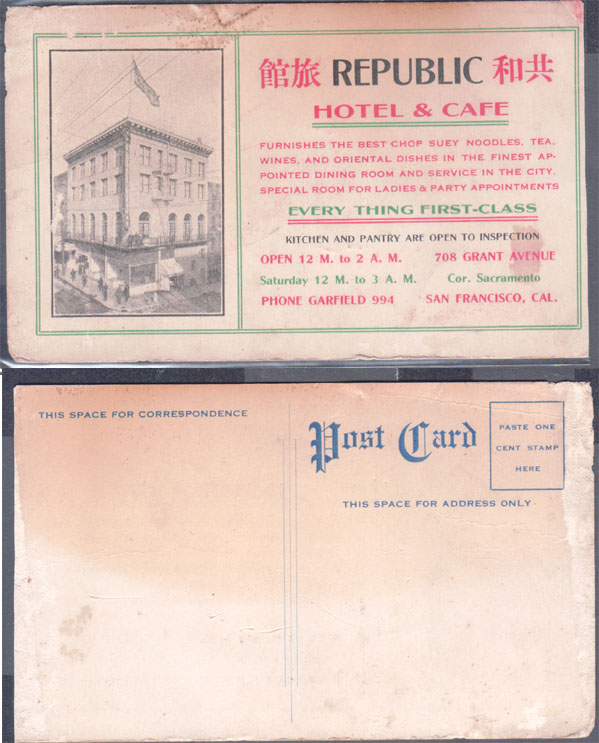 館旅 REPUBLIC 和共
HOTEL & CAFE
FURNISHES THE BEST CHOP SUEY NOODLES, TEA,
WINES, AND ORIENTAL DISHES IN THE FINEST AP-
POINTED DINING ROOM AND SERVICE IN THE CITY.
SPECIAL ROOM FOR LADIES & PARTY APPOINTMENTS
EVERY THING FIRST-CLASS
KITCHEN AND PANTRY ARE OPEN TO INSPECTION
OPEN 12 M. to 2 A. M. 708 GRANT AVENUE
Saturday 12 M. to 3 A. M. Cor. Sacramento
PHONE GARFIELD 994 SAN FRANCISCO, CAL.
THIS SPACE FOR CORRESPONDENCE
Post Card
PASTE ONE
CENT STAMP
HERE
THIS SPACE FOR ADDRESS ONLY